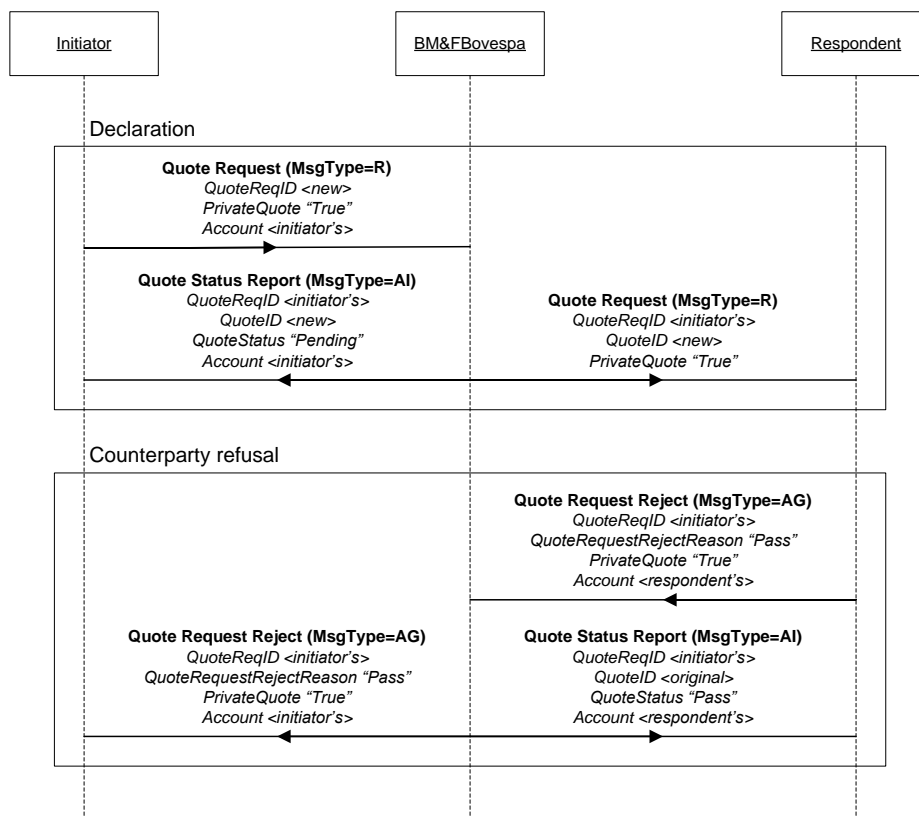 Initiator
BM&FBovespa
Respondent
Declaration
Quote Request (MsgType=R)
QuoteReqID <new>
PrivateQuote “True”
Account <initiator’s>
Quote Status Report (MsgType=AI)
QuoteReqID <initiator’s>
QuoteID <new>
QuoteStatus “Pending”
Account <initiator’s>
Quote Request (MsgType=R)
QuoteReqID <initiator’s>
QuoteID <new>
PrivateQuote “True”
Counterparty refusal
Quote Request Reject (MsgType=AG)
QuoteReqID <initiator’s>
QuoteRequestRejectReason “Pass”
PrivateQuote “True”
Account <respondent’s>
Quote Request Reject (MsgType=AG)
QuoteReqID <initiator’s>
QuoteRequestRejectReason “Pass”
PrivateQuote “True”
Account <initiator’s>
Quote Status Report (MsgType=AI)
QuoteReqID <initiator’s>
QuoteID <original>
QuoteStatus “Pass”
Account <respondent’s>